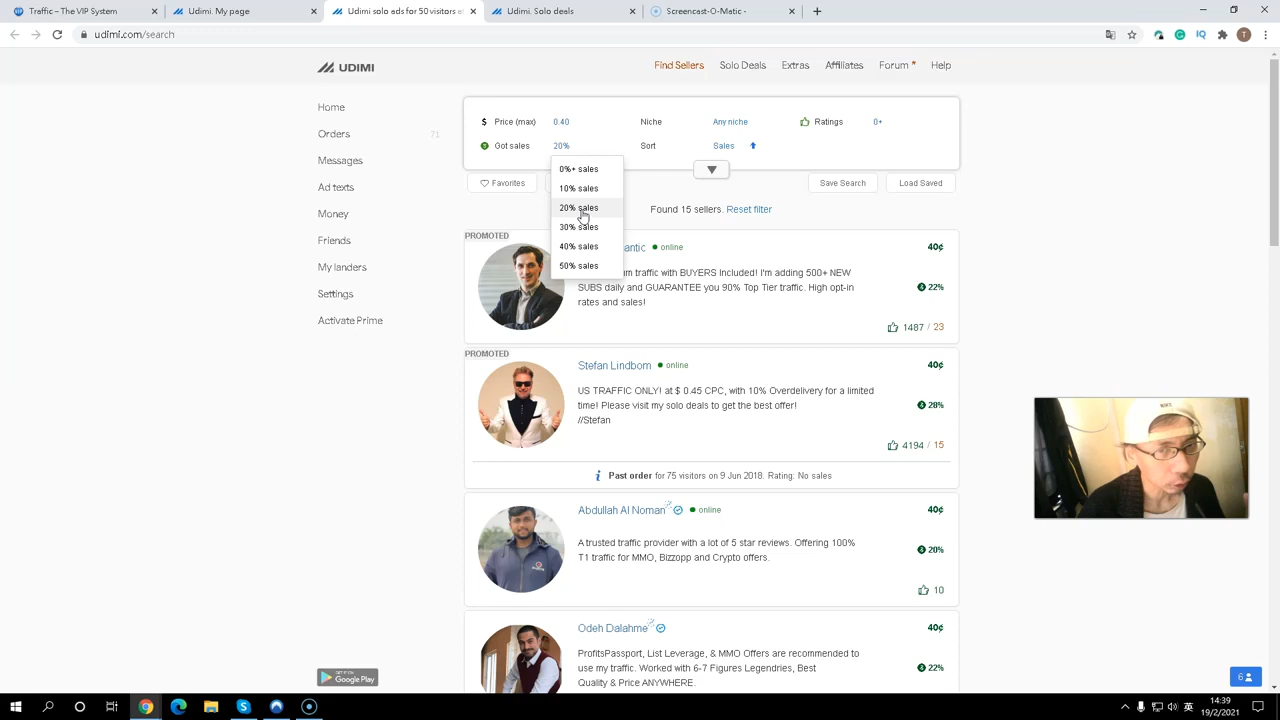 Traffic - The VIP System
Udimi. My page
Udimi solo ads for 50 visitors
Udimi. Solo deals
Screencast-O-Matic -
udimi.com/search
T
UDIMI
Find Sellers
Solo Deals
Extras
Affiliates
Forum
Help
Home
Orders 71
Messages
Ad texts
Money
Friends
My landers
Settings
Activate Prime
Price (max) 0.40 Niche Any niche Ratings 0+
Got sales 20% Sort Sales
0%+ sales
10% sales
20% sales
30% sales
40% sales
50% sales
Favorites
Save Search
Load Saved
Found 15 sellers. Reset filter
PROMOTED
antic online 40¢
m traffic with BUYERS Included! I'm adding 500+ NEW
SUBS daily and GUARANTEE you 90% Top Tier traffic. High opt-in
rates and sales!
22%
1487 / 23
PROMOTED
Stefan Lindbom online 40¢
US TRAFFIC ONLY! at $ 0.45 CPC, with 10% Overdelivery for a limited
time! Please visit my solo deals to get the best offer!
//Stefan
28%
4194 / 15
Past order for 75 visitors on 9 Jun 2018. Rating: No sales
Abdullah Al Noman online 40¢
A trusted traffic provider with a lot of 5 star reviews. Offering 100%
T1 traffic for MMO, Bizzopp and Crypto offers.
20%
10
Odeh Dalahme 40¢
ProfitsPassport, List Leverage, & MMO Offers are recommended to
use my traffic. Worked with 6-7 Figures Legendries, Best
Quality & Price ANYWHERE.
22%
GET IT ON
Google Play
6
英
14:39
19/2/2021